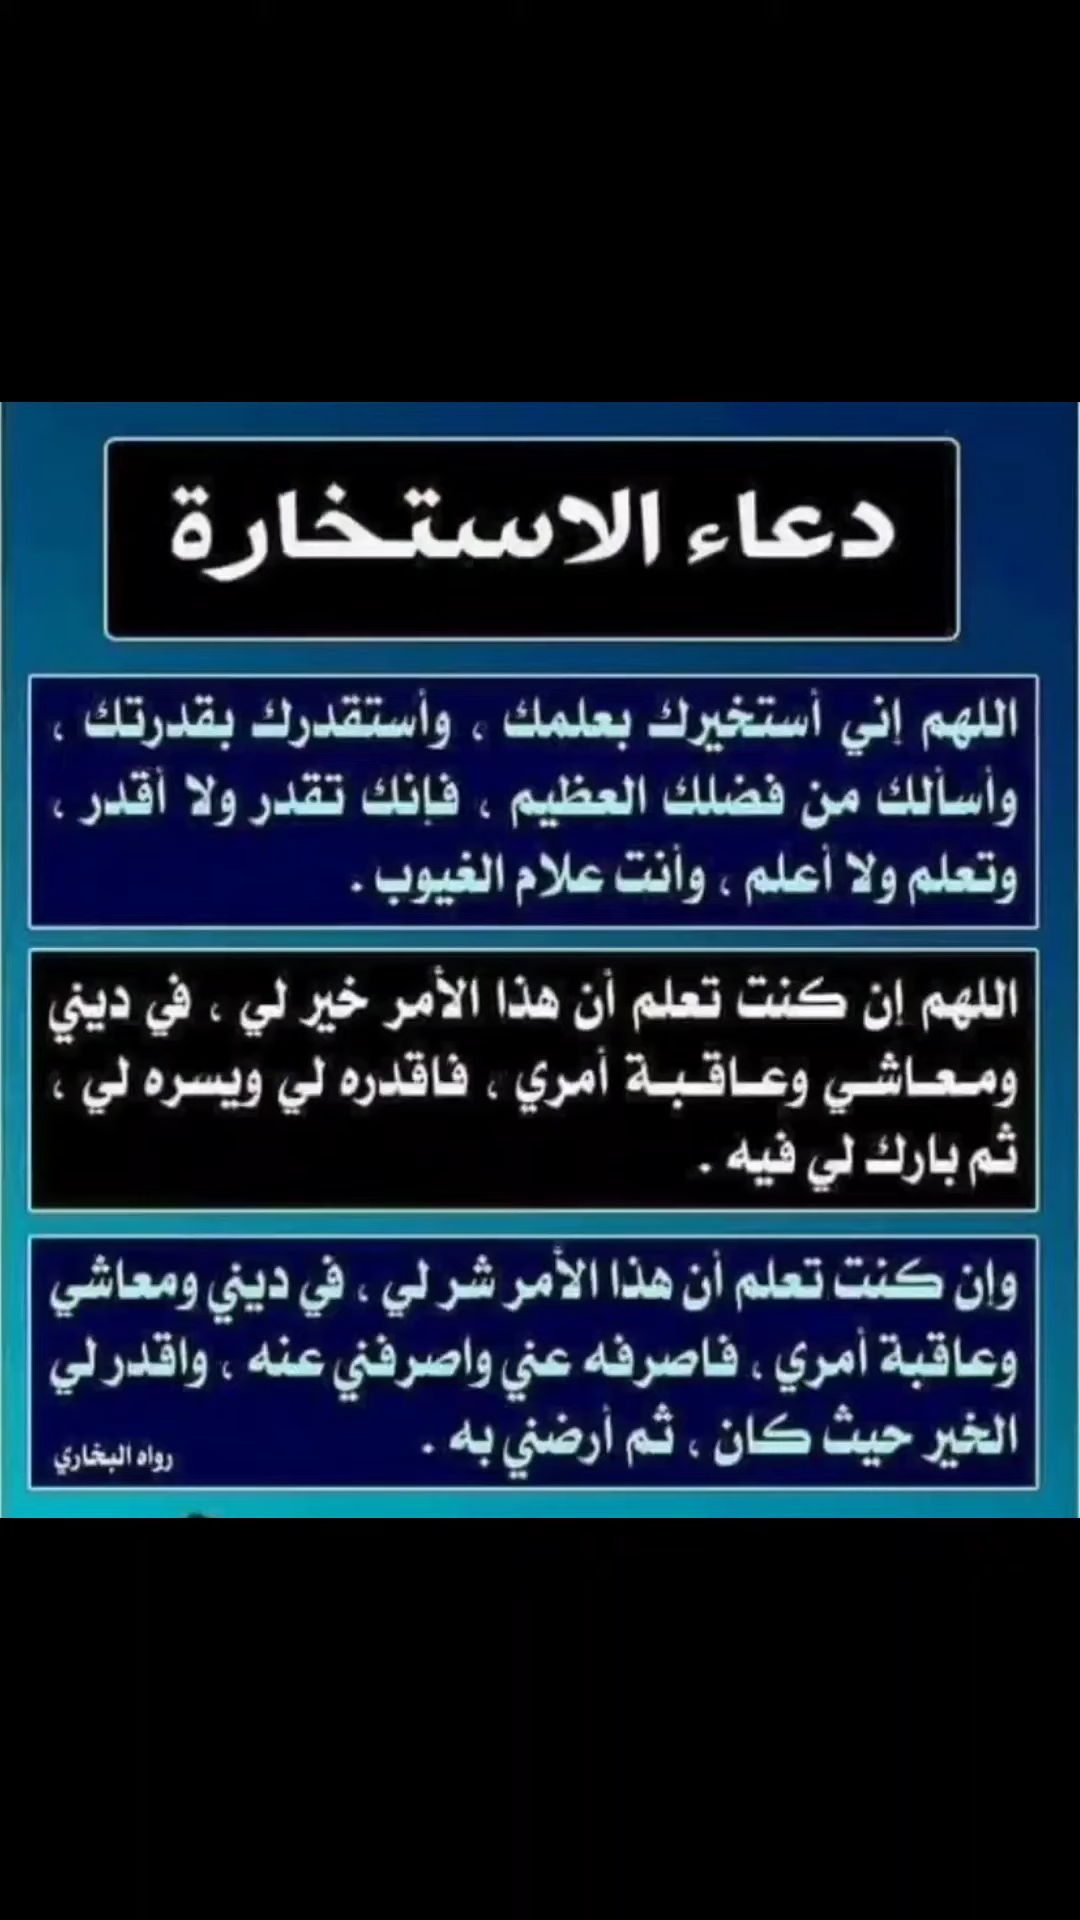 دعاء الاستخارة
اللهم إني أستخيرك بعلمك ، وأستقدرك بقدرتك ،
وأسألك من فضلك العظيم ، فإنك تقدر ولا أقدر ،
وتعلم ولا أعلم ، وأنت علام الغيوب .
اللهم إن كنت تعلم أن هذا الأمر خير لي ، في ديني
ومـعـاشـي وعـاقـبـة أمري ، فاقدره لي ويسره لي ،
ثم بارك لي فيه .
وإن كنت تعلم أن هذا الأمر شر لي ، في ديني ومعاشي
وعاقبة أمري ، فاصرفه عني واصرفني عنه ، واقدر لي
الخير حيث كان ، ثم أرضني به .
رواه البخاري